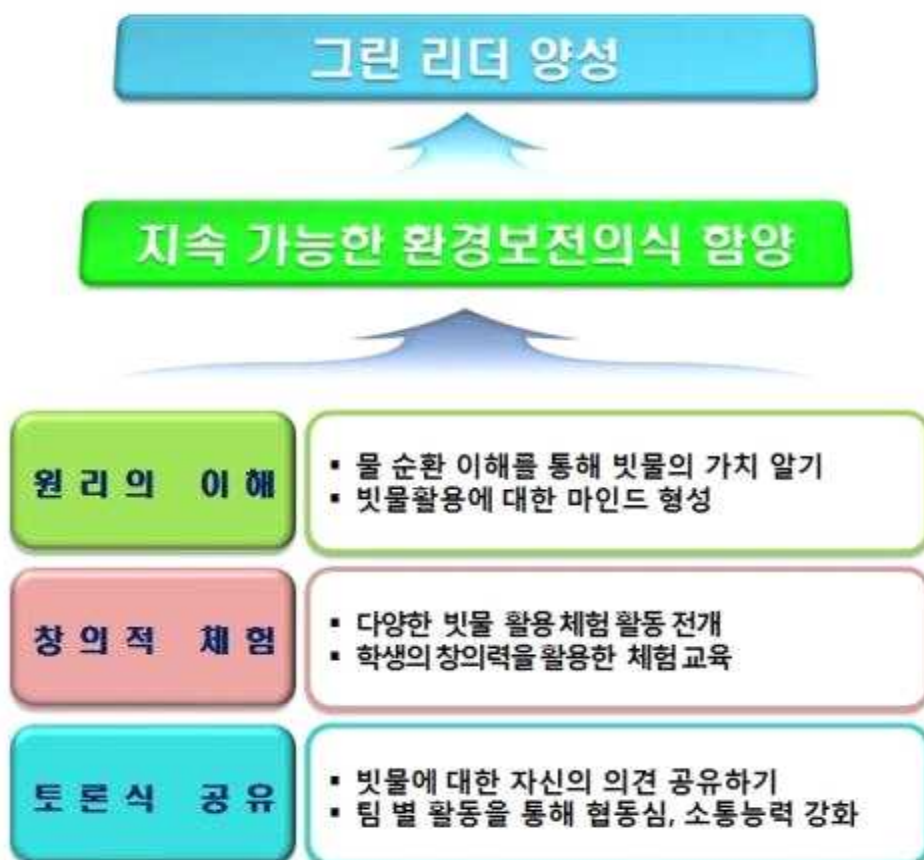 그린 리더 양성
지속 가능한 환경보전의식 함양
원리의 이해
▪ 물 순환 이해를 통해 빗물의 가치 알기
▪ 빗물활용에 대한 마인드 형성
창의적 체험
▪ 다양한 빗물 활용 체험 활동 전개
▪ 학생의 창의력을 활용한 체험 교육
토론식 공유
▪ 빗물에 대한 자신의 의견 공유하기
▪ 팀 별 활동을 통해 협동심, 소통능력 강화